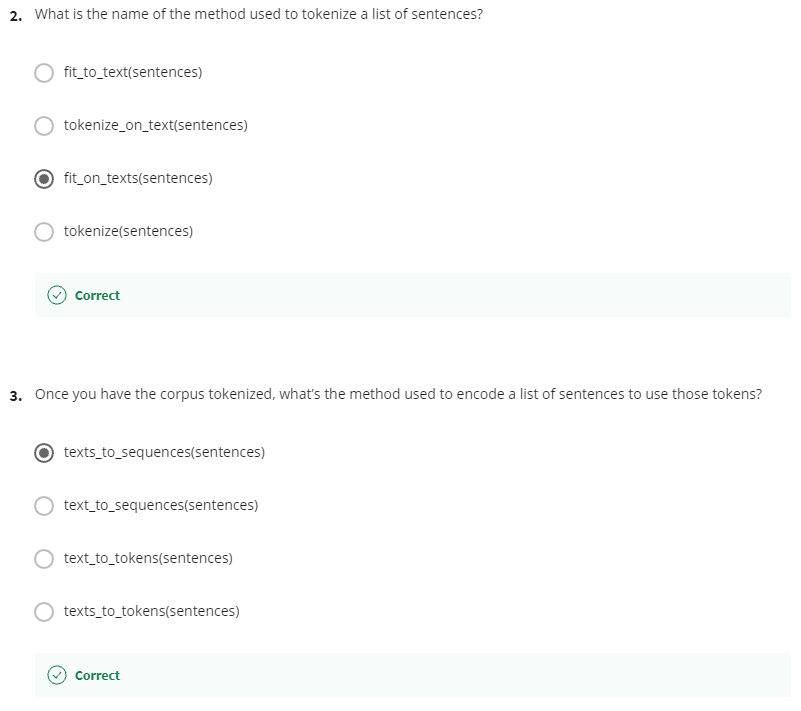 2. What is the name of the method used to tokenize a list of sentences?
fit_to_text(sentences)
tokenize_on_text(sentences)
fit_on_texts(sentences)
tokenize(sentences)
Correct
3. Once you have the corpus tokenized, what's the method used to encode a list of sentences to use those tokens?
texts_to_sequences(sentences)
text_to_sequences(sentences)
text_to_tokens(sentences)
texts_to_tokens(sentences)
Correct